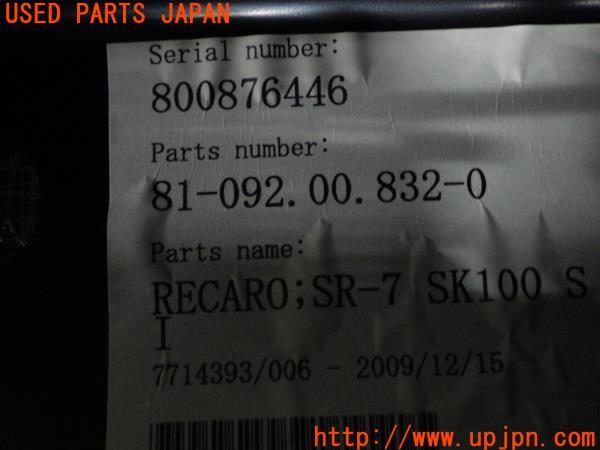 USED PARTS JAPAN
Serial number:
800876446
Parts number:
81-092.00.832-0
Parts name:
RECARO;SR-7 SK100 S
I
7714393/006 - 2009/12/15
http://www.upjpn.com